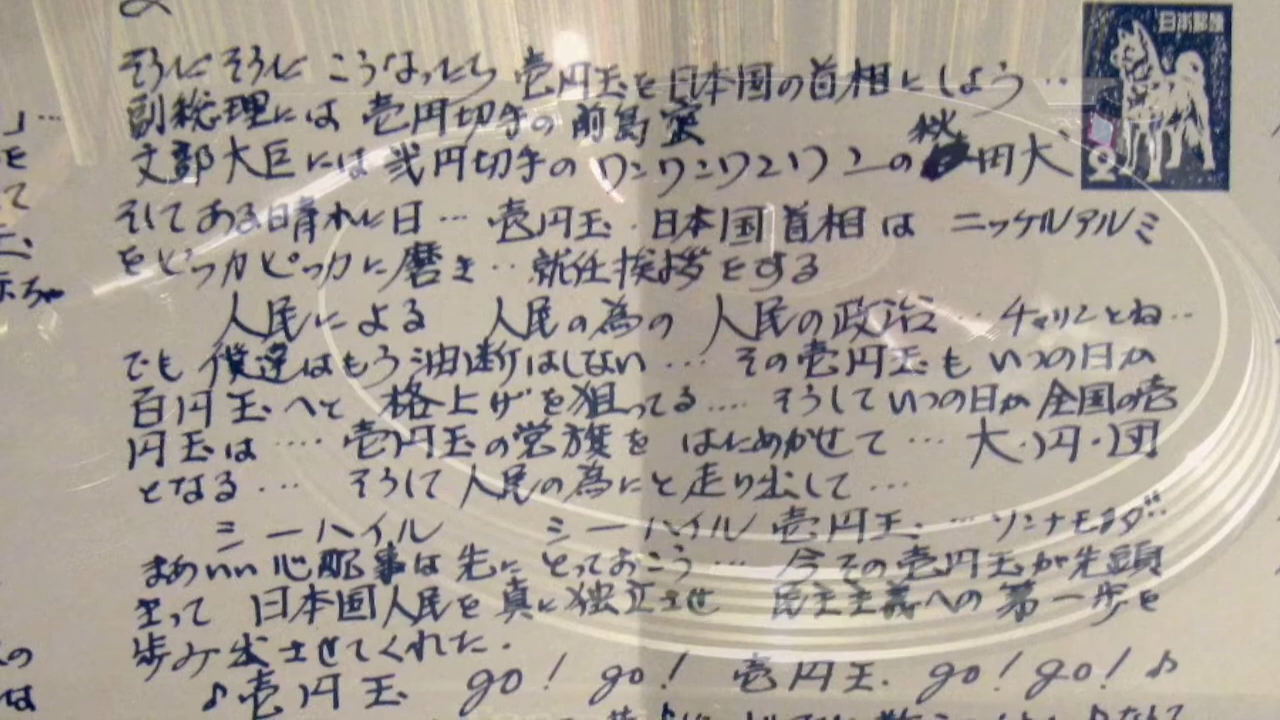 そうだそうだ こうなったら 壱円玉を日本国の首相にしよう…
副総理には 壱円切手の前島密
文部大臣には 弐円切手のワンワンワンワンの秋田犬
日本郵便
そしてある晴れた日… 壱円玉 日本国首相は ニッケルアルミ
をピッカピッカに磨き‥就任挨拶をする
人民による 人民の為の 人民の政治… チャリンとね‥
でも僕達はもう油断はしない… その壱円玉もいつの日か
百円玉へと 格上げを狙ってる…. そうしていつの日か全国の壱
円玉は…. 壱円玉の党旗を はためかせて… 大・円・団
となる… そうして人民の為にと走り出して…
ジーハイル ジーハイル 壱円玉.…
まあいい心配事は先にとっておこう… 今その壱円玉が先頭
きって 日本国人民を真に独立させ 民主主義への第一歩を
歩み出させてくれた.
♪壱円玉 go! go! 壱円玉. go! go! ♪